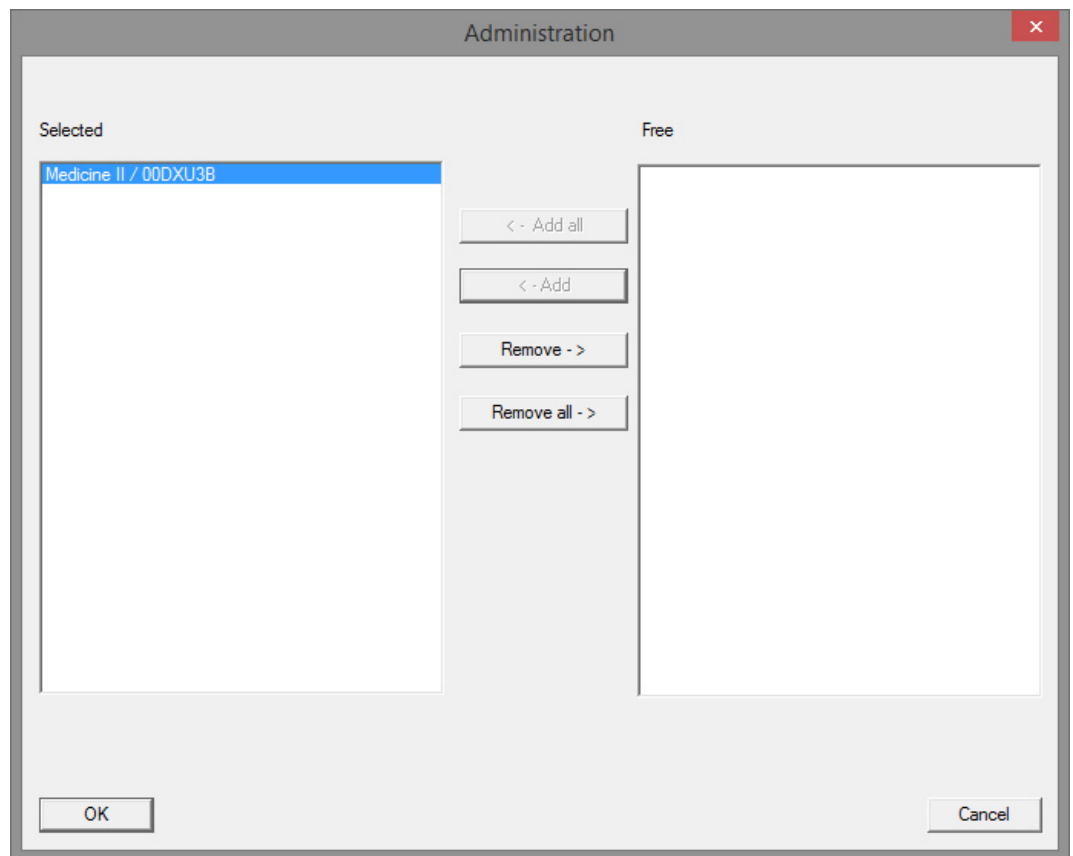 Administration
Selected
Free
Medicine II / 00DXU3B
< - Add all
< - Add
Remove - >
Remove all - >
OK
Cancel